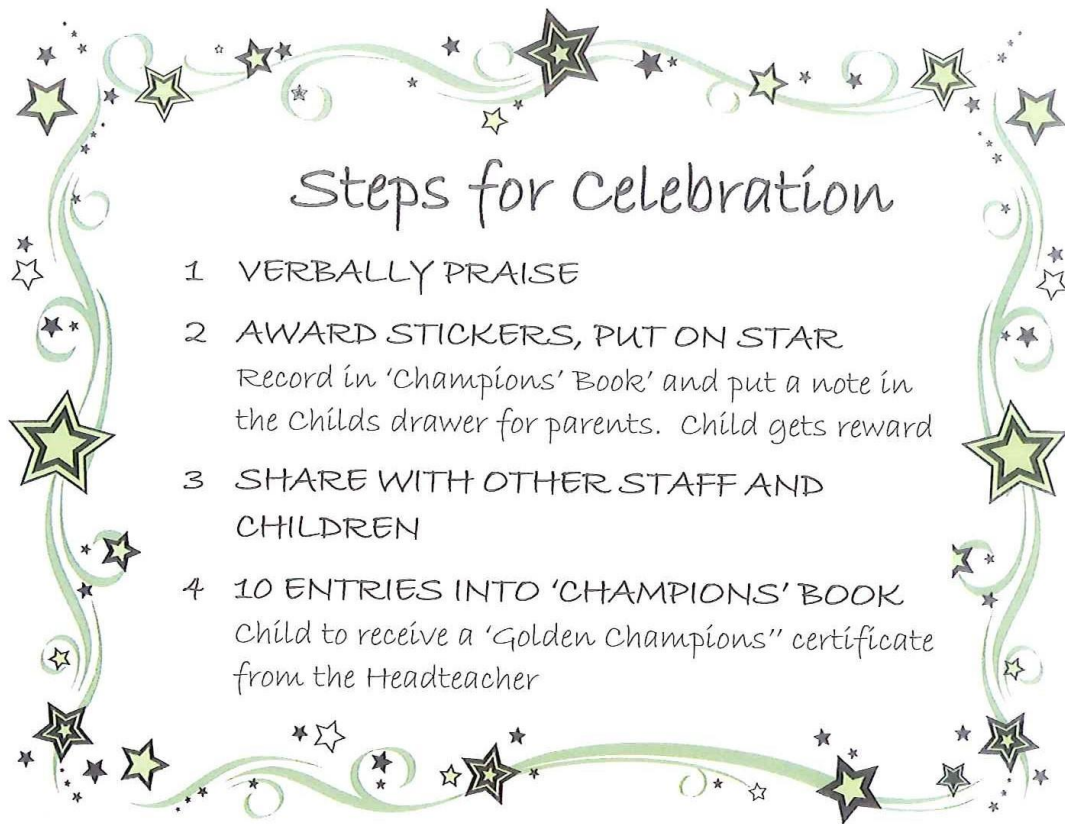 Steps for Celebration
1 VERBALLY PRAISE
2 AWARD STICKERS, PUT ON STAR
Record in 'Champions' Book' and put a note in
the Childs drawer for parents. Child gets reward
3 SHARE WITH OTHER STAFF AND
CHILDREN
4 10 ENTRIES INTO 'CHAMPIONS' BOOK
Child to receive a 'Golden Champions'' certificate
from the Headteacher